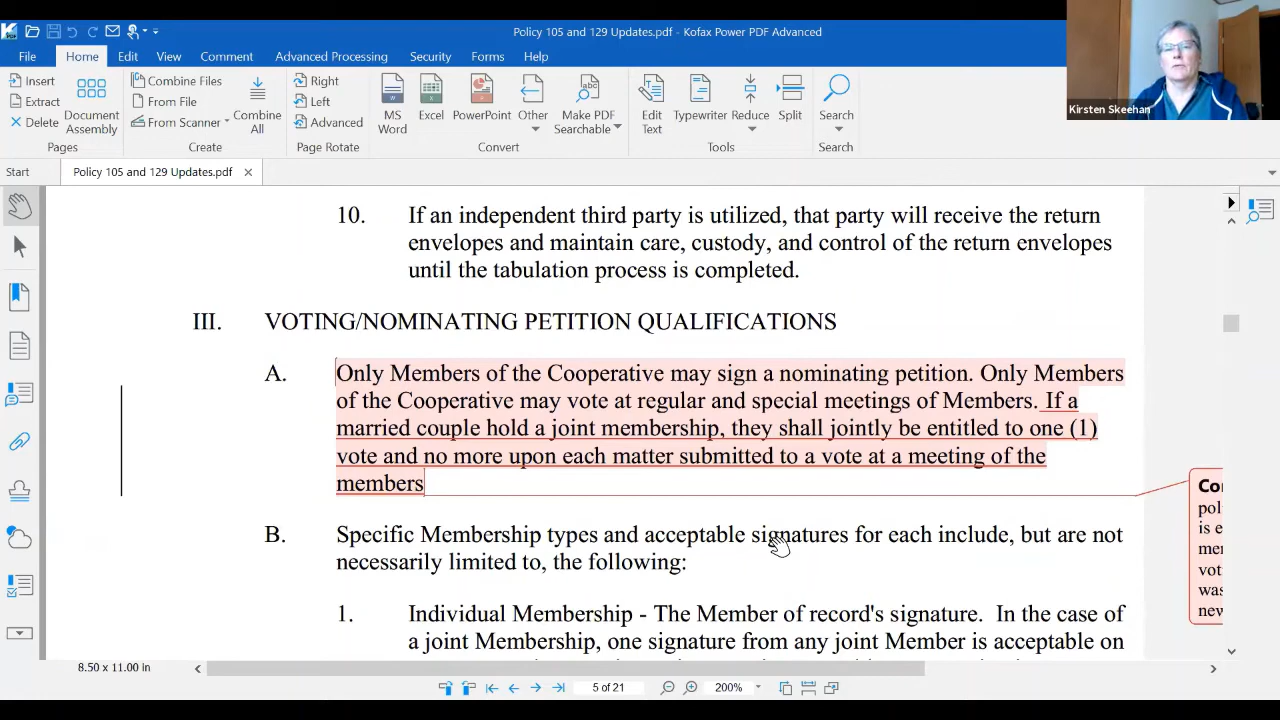 Policy 105 and 129 Updates.pdf - Kofax Power PDF Advanced
File Home Edit View Comment Advanced Processing Security Forms Help
Kirsten Skeehan
Insert
Extract
Delete
Document Assembly
Pages
Combine Files
From File
From Scanner
Combine All
Create
Right
Left
Advanced
Page Rotate
MS Word
Excel
PowerPoint
Other
Make PDF Searchable
Convert
Edit Text
Typewriter
Reduce
Split
Tools
Search
Search
Start
Policy 105 and 129 Updates.pdf
10. If an independent third party is utilized, that party will receive the return
envelopes and maintain care, custody, and control of the return envelopes
until the tabulation process is completed.
III. VOTING/NOMINATING PETITION QUALIFICATIONS
A. Only Members of the Cooperative may sign a nominating petition. Only Members
of the Cooperative may vote at regular and special meetings of Members. If a
married couple hold a joint membership, they shall jointly be entitled to one (1)
vote and no more upon each matter submitted to a vote at a meeting of the
members
B. Specific Membership types and acceptable signatures for each include, but are not
necessarily limited to, the following:
1. Individual Membership - The Member of record's signature. In the case of
a joint Membership, one signature from any joint Member is acceptable on
8.50 x 11.00 in
5 of 21
200%